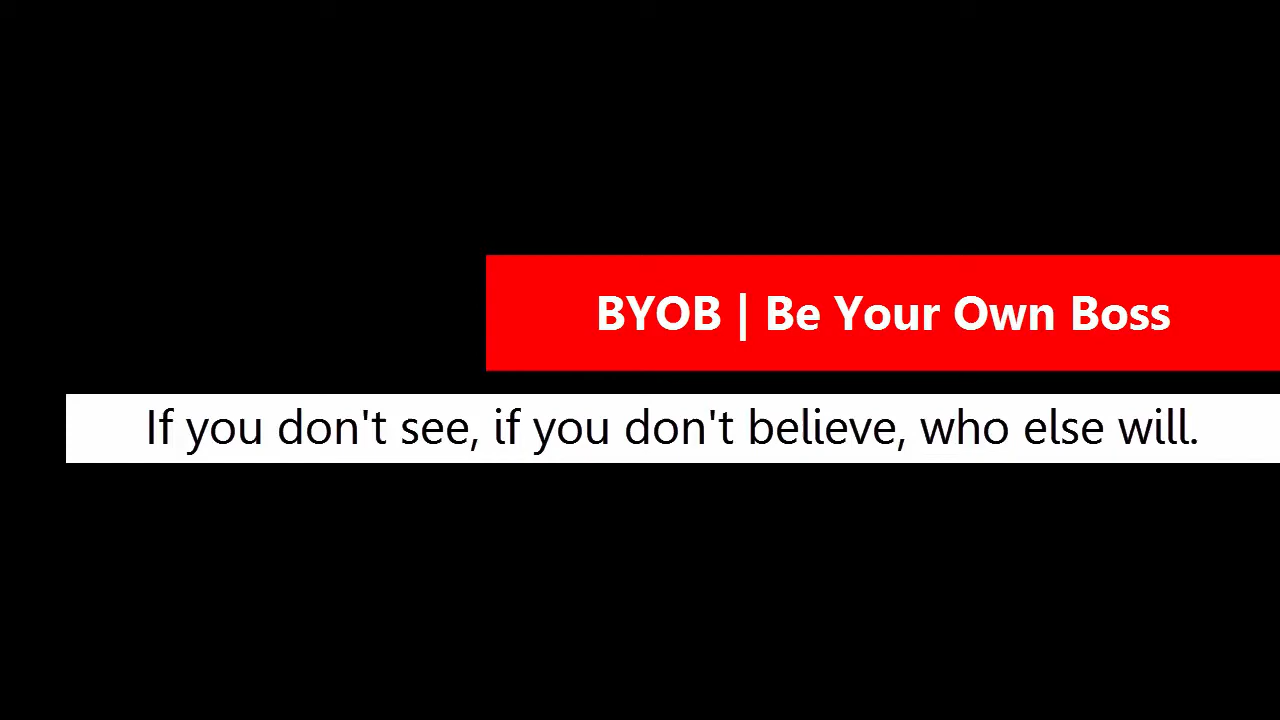 BYOB | Be Your Own Boss
If you don't see, if you don't believe, who else will.